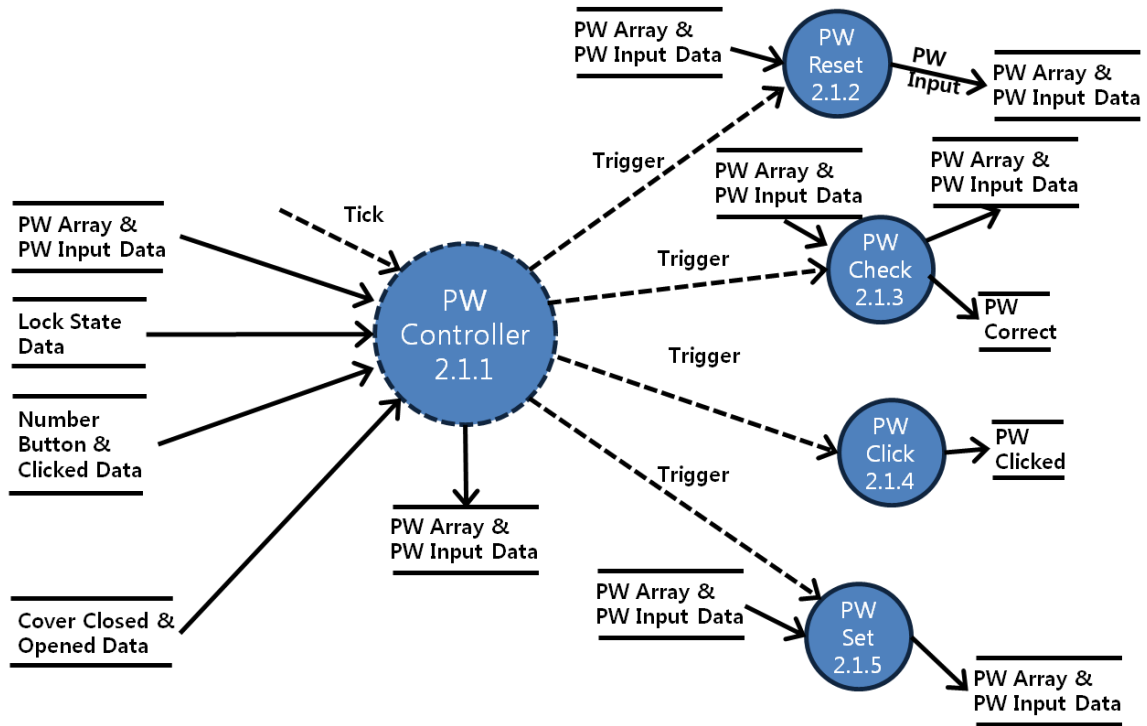 PW Array &
PW Input Data
PW
Reset
2.1.2
PW
Input
PW Array &
PW Input Data
Trigger
PW Array &
PW Input Data
PW Array &
PW Input Data
PW Array &
PW Input Data
Tick
Trigger
PW
Check
2.1.3
PW
Controller
2.1.1
Lock State
Data
PW
Correct
Trigger
Number
Button &
Clicked Data
PW
Click
2.1.4
PW
Clicked
Trigger
PW Array &
PW Input Data
Cover Closed &
Opened Data
PW Array &
PW Input Data
PW
Set
2.1.5
PW Array &
PW Input Data